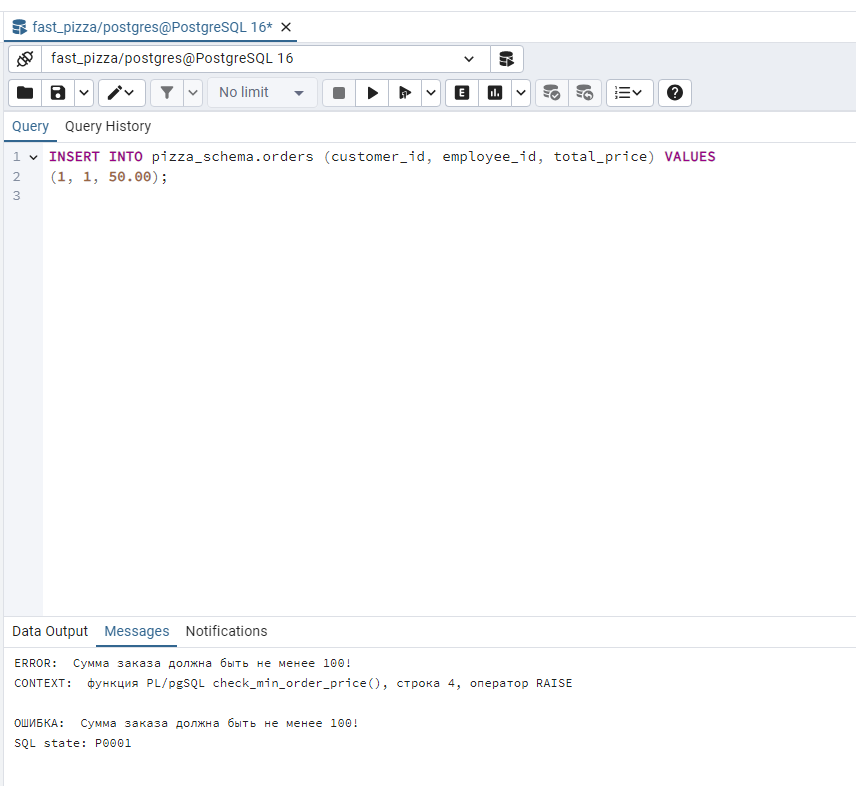 fast_pizza/postgres@PostgreSQL 16*
fast_pizza/postgres@PostgreSQL 16
No limit
E
Query Query History
1 INSERT INTO pizza_schema.orders (customer_id, employee_id, total_price) VALUES
2 (1, 1, 50.00);
3
Data Output Messages Notifications
ERROR: Сумма заказа должна быть не менее 100!
CONTEXT: функция PL/pgSQL check_min_order_price(), строка 4, оператор RAISE
ОШИБКА: Сумма заказа должна быть не менее 100!
SQL state: P0001